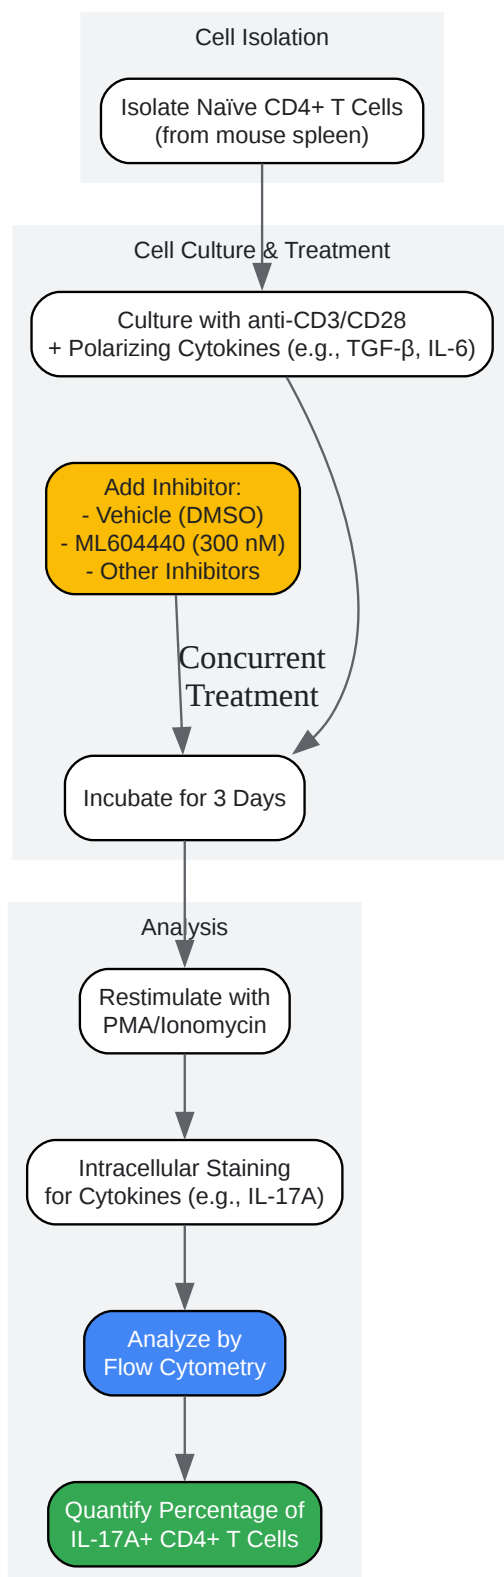 Cell Isolation
Isolate Naïve CD4+ T Cells
(from mouse spleen)
Cell Culture & Treatment
Culture with anti-CD3/CD28
+ Polarizing Cytokines (e.g., TGF-β, IL-6)
Add Inhibitor:
- Vehicle (DMSO)
- ML604440 (300 nM)
- Other Inhibitors
Concurrent
Treatment
Incubate for 3 Days
Analysis
Restimulate with
PMA/Ionomycin
Intracellular Staining
for Cytokines (e.g., IL-17A)
Analyze by
Flow Cytometry
Quantify Percentage of
IL-17A+ CD4+ T Cells